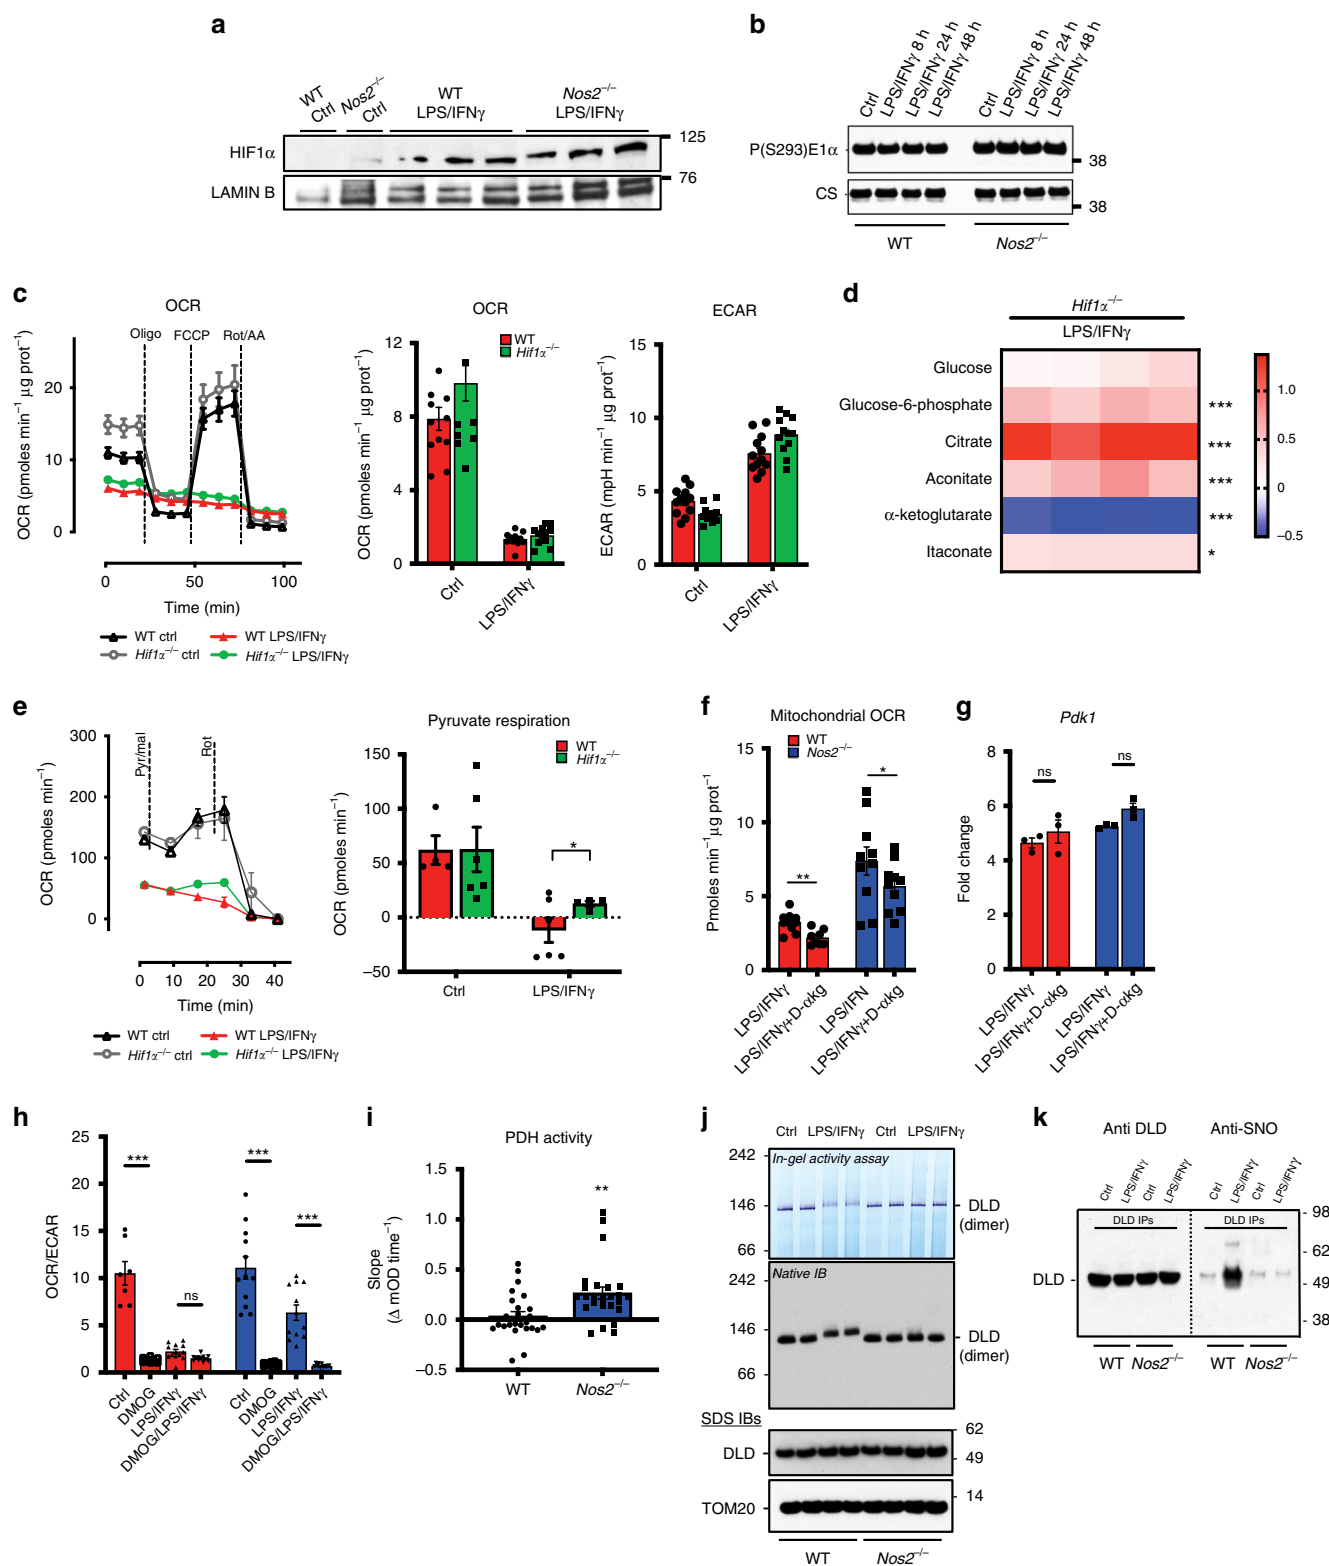 a
WT Ctrl
Nos2−/− Ctrl
WT LPS/IFNγ
Nos2−/− LPS/IFNγ
HIF1α
125
LAMIN B
76
b
Ctrl
LPS/IFNγ 8 h
LPS/IFNγ 24 h
LPS/IFNγ 48 h
Ctrl
LPS/IFNγ 8 h
LPS/IFNγ 24 h
LPS/IFNγ 48 h
P(S293)E1α
38
CS
38
WT
Nos2−/−
c
OCR
Oligo FCCP Rot/AA
OCR (pmoles min−1 µg prot−1)
20
10
0
0 50 100
Time (min)
WT ctrl
WT LPS/IFNγ
Hif1α−/− ctrl
Hif1α−/− LPS/IFNγ
OCR
WT
Hif1α−/−
OCR (pmoles min−1 µg prot−1)
12
8
4
0
Ctrl
LPS/IFNγ
ECAR
ECAR (mpH min−1 µg prot−1)
15
10
5
0
Ctrl
LPS/IFNγ
d
Hif1α−/−
LPS/IFNγ
Glucose
Glucose-6-phosphate ***
Citrate ***
Aconitate ***
α-ketoglutarate ***
Itaconate *
1.0
0.5
0
−0.5
e
Pyr/mal
Rot
OCR (pmoles min−1)
300
200
100
0
0 10 20 30 40
Time (min)
WT ctrl
WT LPS/IFNγ
Hif1α−/− ctrl
Hif1α−/− LPS/IFNγ
Pyruvate respiration
WT
Hif1α−/−
OCR (pmoles min−1)
150
100
50
0
−50
*
Ctrl
LPS/IFNγ
f
Mitochondrial OCR
WT
Nos2−/−
Pmoles min−1µg prot−1
15
10
5
0
**
*
LPS/IFNγ
LPS/IFNγ+D-αkg
LPS/IFN
LPS/IFNγ+D-αkg
g
Pdk1
Fold change
8
6
4
2
0
ns
ns
LPS/IFNγ
LPS/IFNγ+D-αkg
LPS/IFNγ
LPS/IFNγ+D-αkg
h
OCR/ECAR
25
20
15
10
5
0
***
ns
***
***
Ctrl
DMOG
LPS/IFNγ
DMOG/LPS/IFNγ
Ctrl
DMOG
LPS/IFNγ
DMOG/LPS/IFNγ
i
PDH activity
Slope
(Δ mOD time−1)
1.5
1.0
0.5
0.0
−0.5
**
WT
Nos2−/−
j
Ctrl LPS/IFNγ Ctrl LPS/IFNγ
In-gel activity assay
242
146
66
DLD
(dimer)
Native IB
242
146
66
DLD
(dimer)
SDS IBs
DLD
62
49
TOM20
14
WT
Nos2−/−
k
Anti DLD
Anti-SNO
Ctrl
LPS/IFNγ
Ctrl
LPS/IFNγ
Ctrl
LPS/IFNγ
Ctrl
LPS/IFNγ
DLD IPs
DLD IPs
DLD
98
62
49
38
WT Nos2−/− WT Nos2−/−